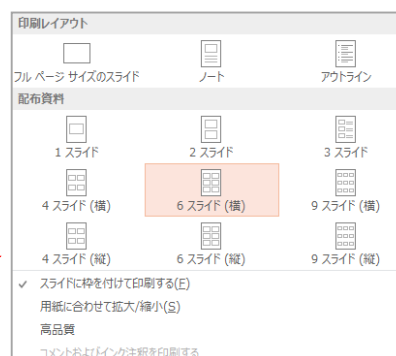 印刷レイアウト
フル ページ サイズのスライド ノート アウトライン
配布資料
1 スライド 2 スライド 3 スライド
4 スライド (横) 6 スライド (横) 9 スライド (横)
4 スライド (縦) 6 スライド (縦) 9 スライド (縦)
✓ スライドに枠を付けて印刷する(F)
用紙に合わせて拡大/縮小(S)
高品質
コメントおよびインク注釈を印刷する